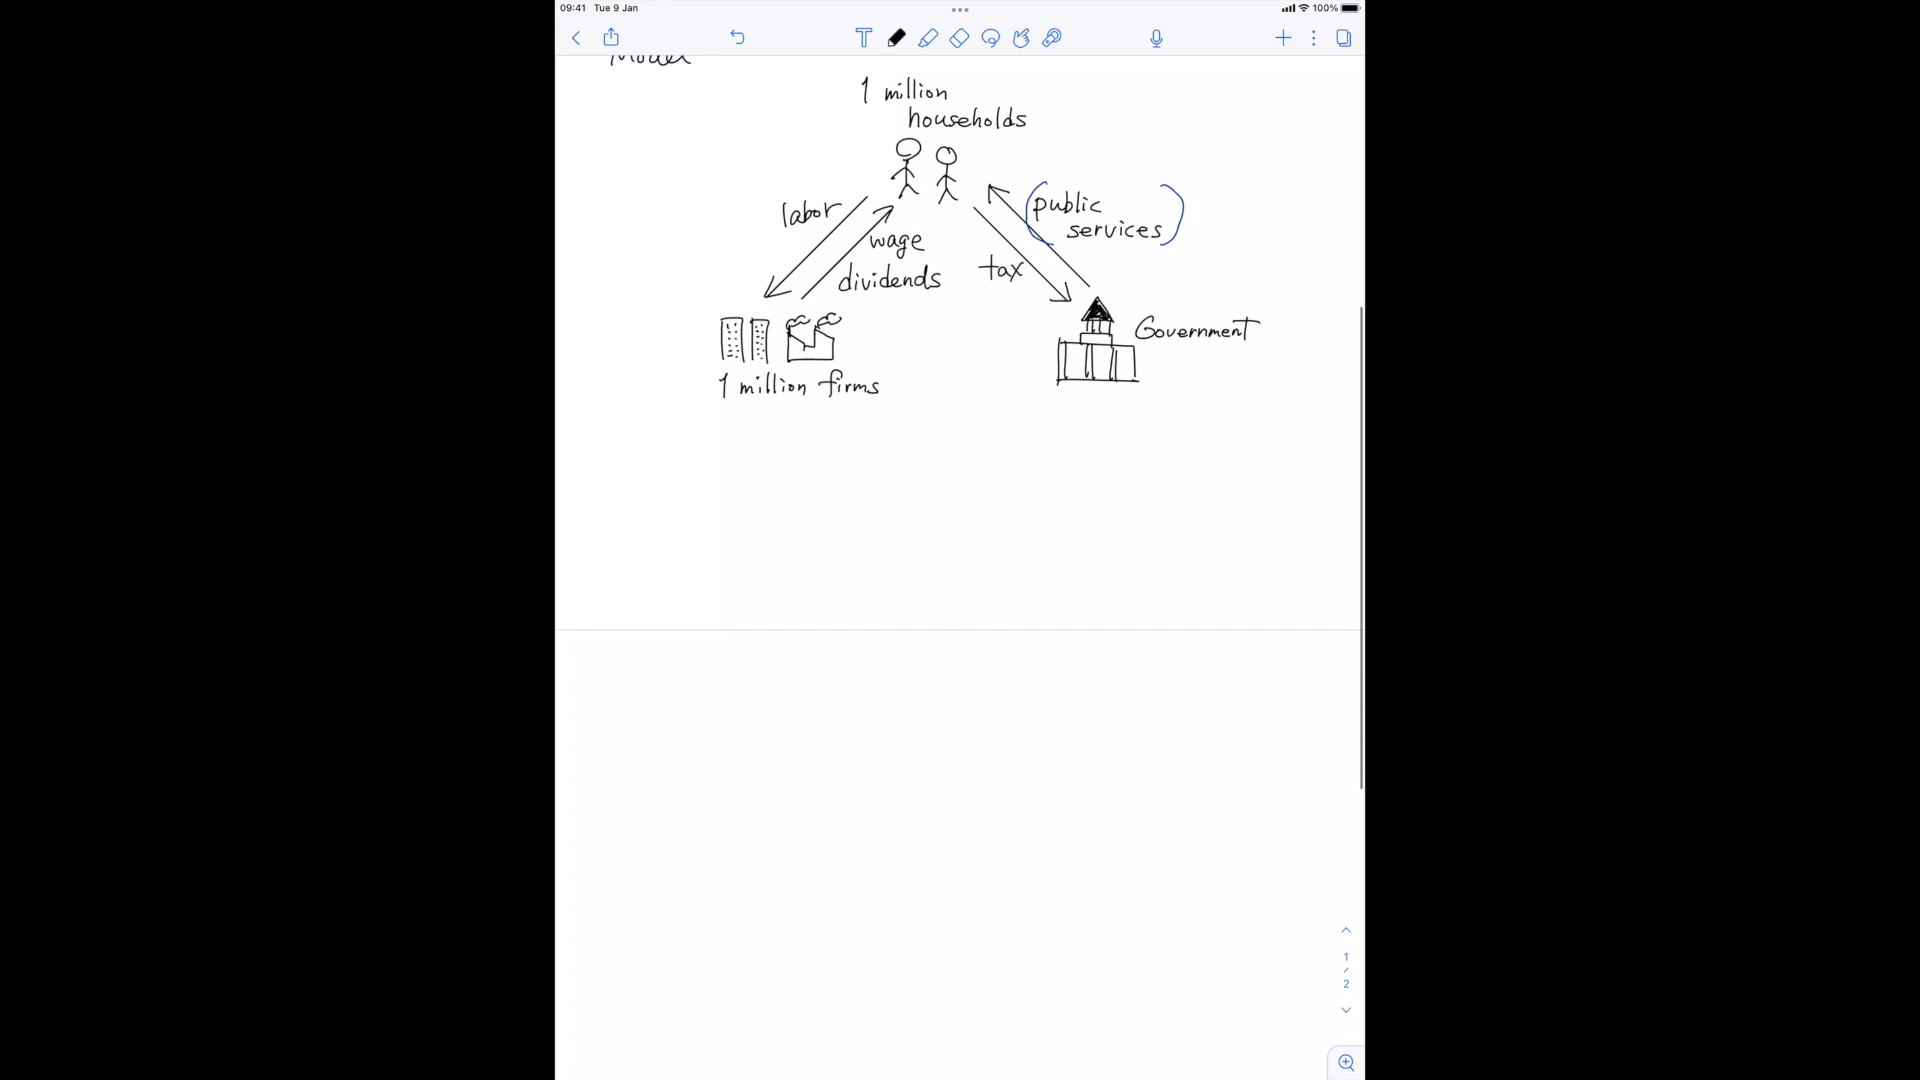 09:41 Tue 9 Jan
100%
Model
1 million
households
labor
wage
dividends
public
services
tax
Government
1 million firms
1
/
2